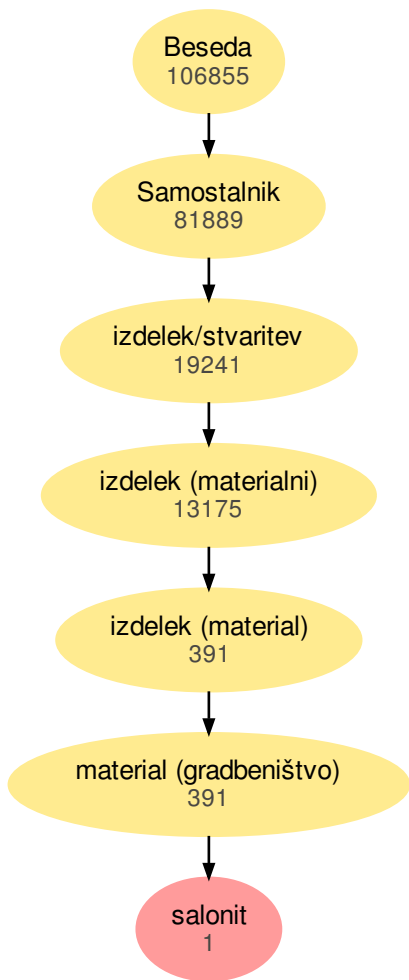 Beseda
106855
Samostalnik
81889
izdelek/stvaritev
19241
izdelek (materialni)
13175
izdelek (material)
391
material (gradbeništvo)
391
salonit
1